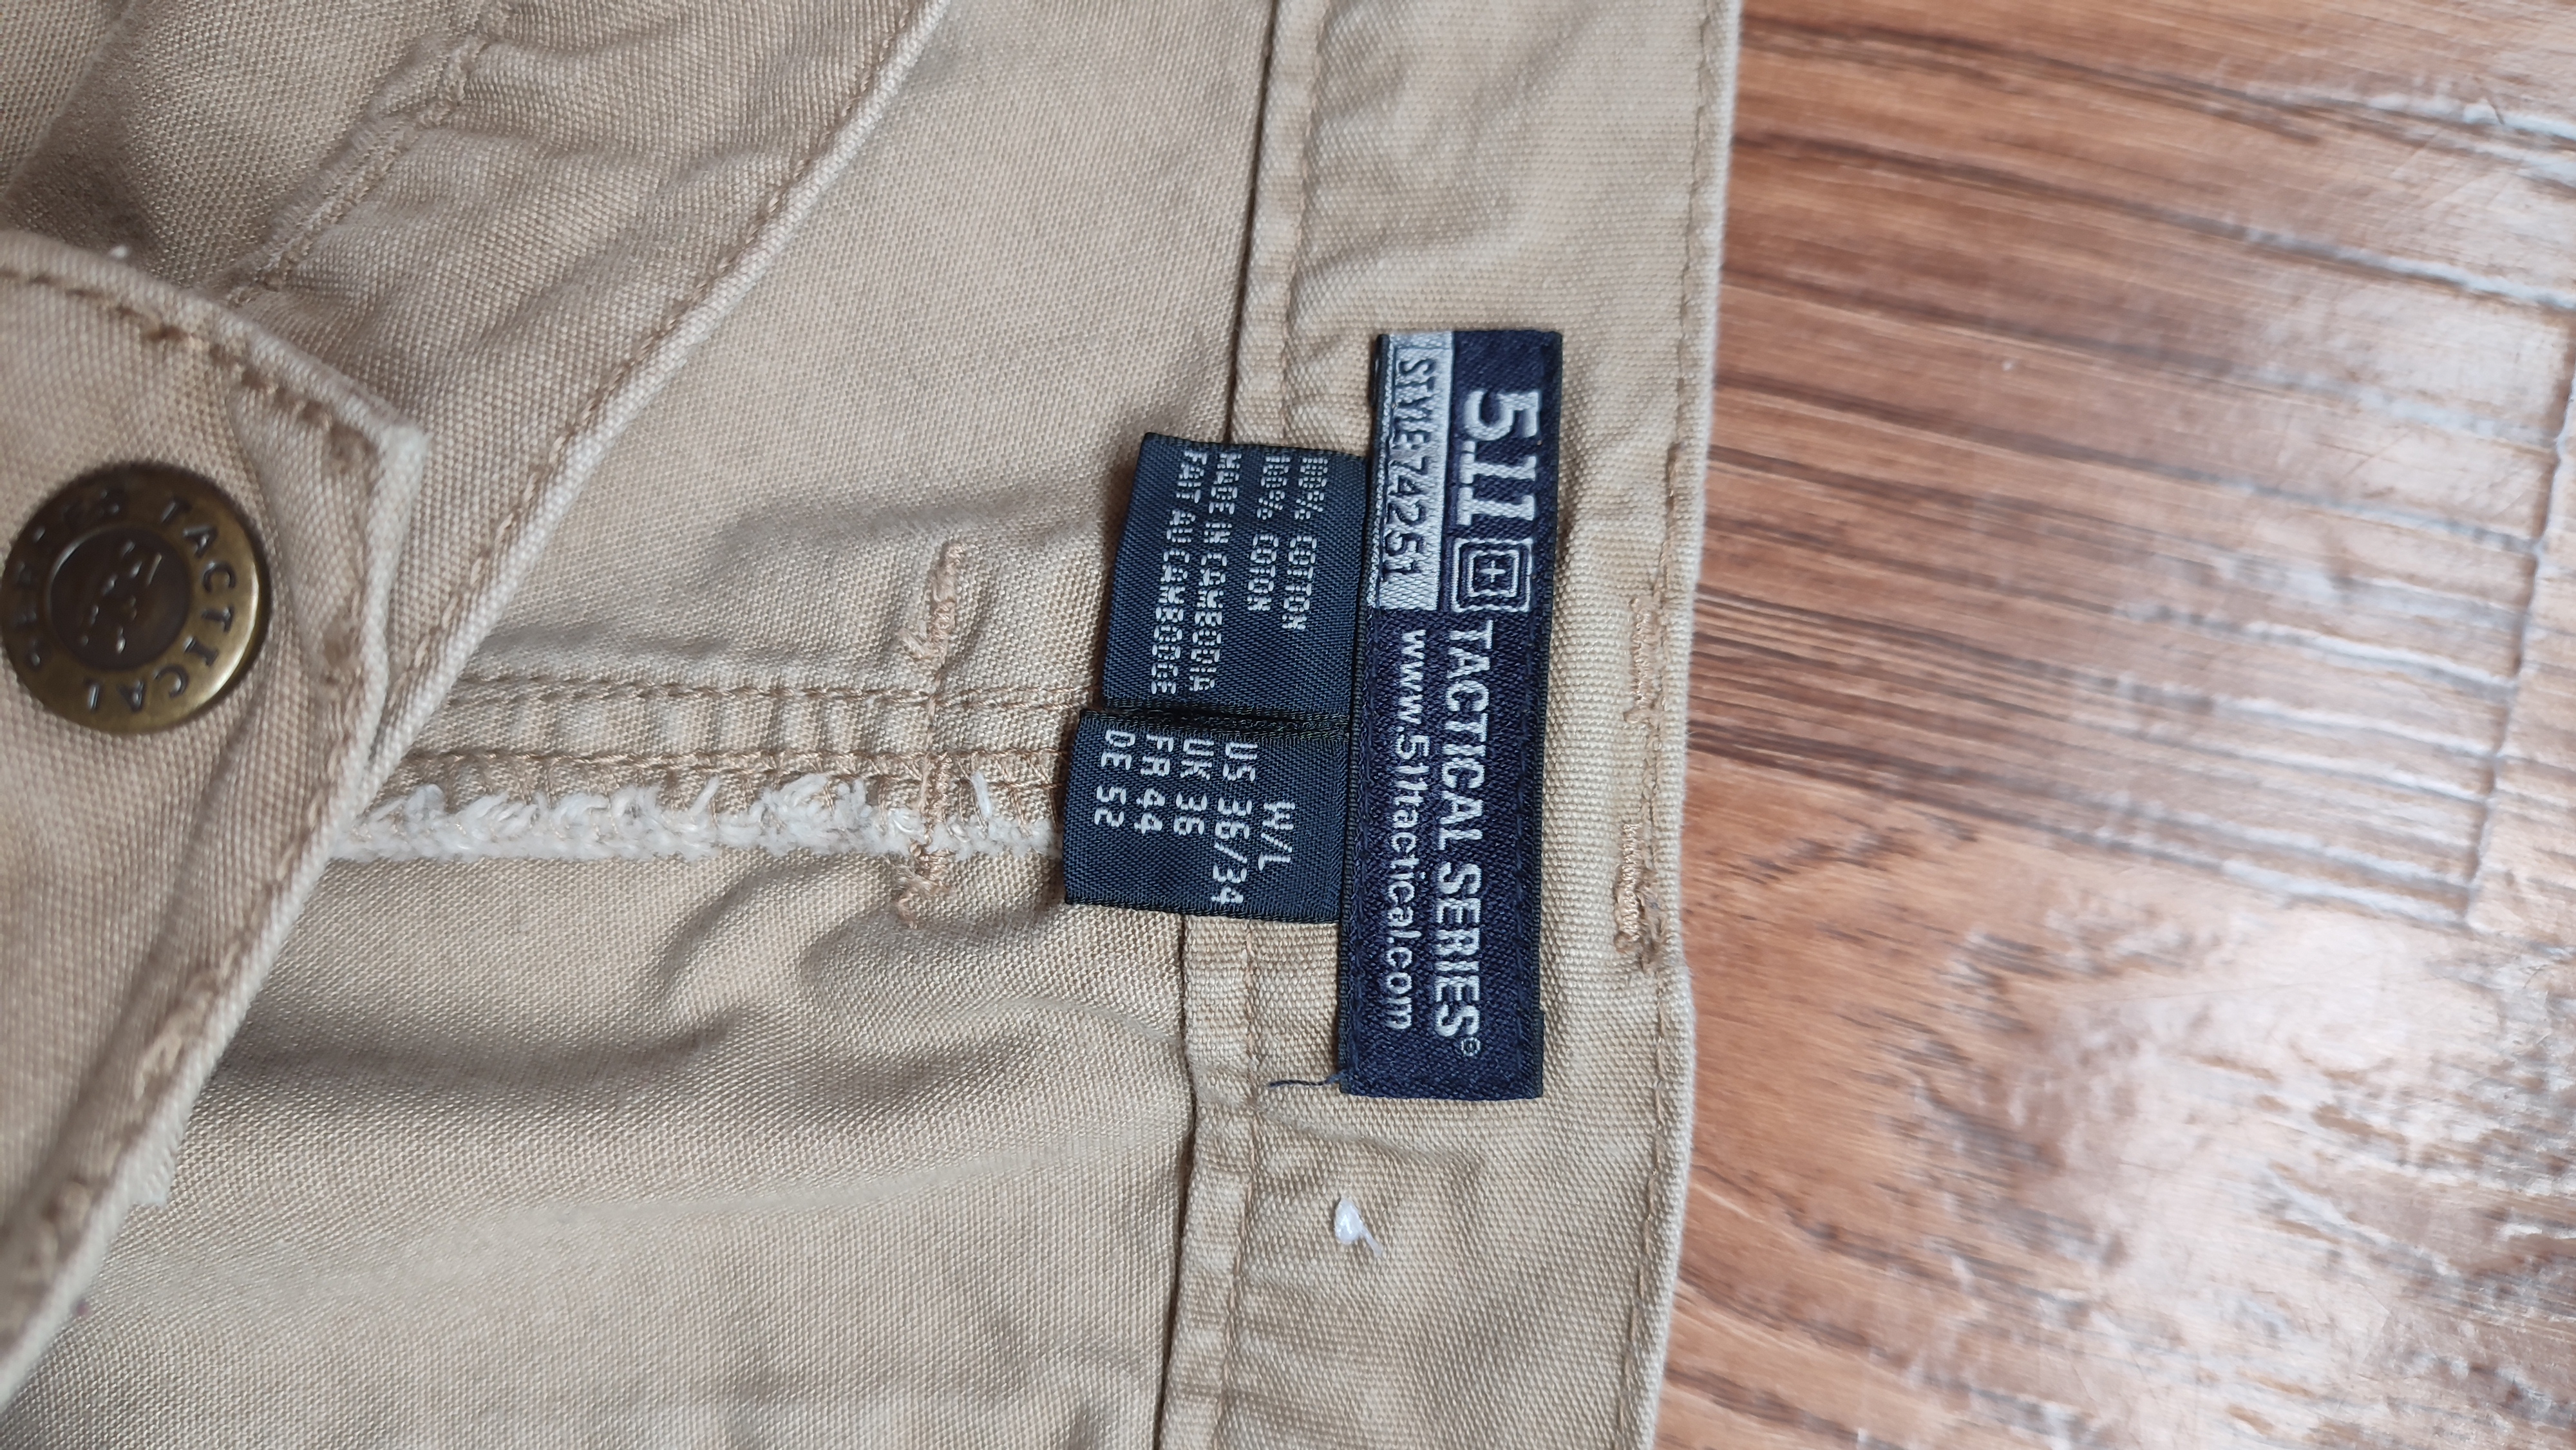 5.11 TACTICAL SERIES®
STYLE 74251 www.511tactical.com
100% COTTON
100% COTON
MADE IN CAMBODIA
FAIT AU CAMBODGE
W/L
US 36/34
UK 36
FR 44
DE 52
TACTICAL